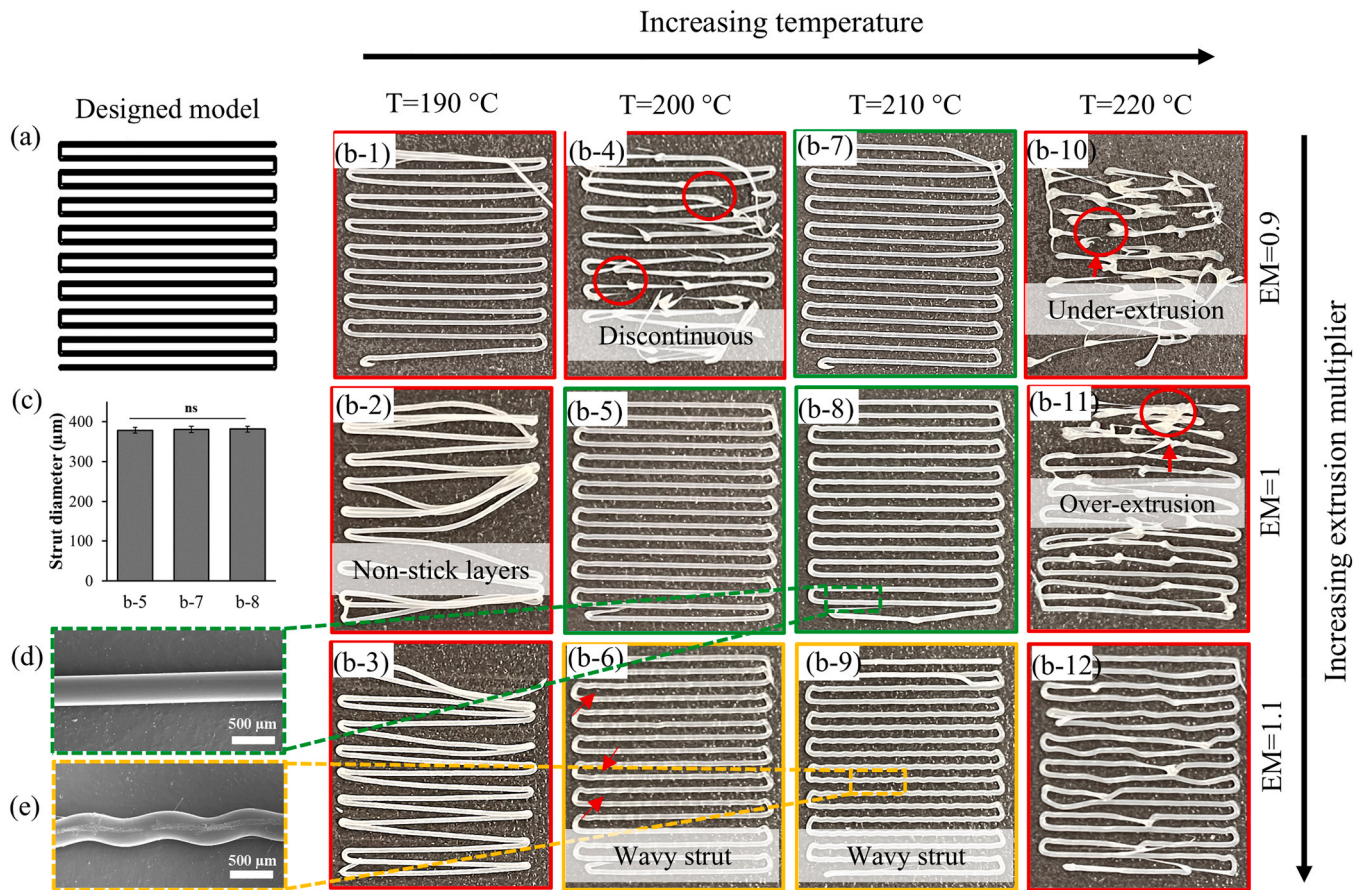 Increasing temperature
Designed model
T=190 °C
T=200 °C
T=210 °C
T=220 °C
(a)
(b-1)
(b-4)
(b-7)
(b-10)
Discontinuous
Under-extrusion
EM=0.9
(c)
ns
Strut diameter (µm)
400
300
200
100
0
b-5
b-7
b-8
(b-2)
(b-5)
(b-8)
(b-11)
Non-stick layers
Over-extrusion
EM=1
Increasing extrusion multiplier
(d)
500 µm
(e)
500 µm
(b-3)
(b-6)
(b-9)
(b-12)
Wavy strut
Wavy strut
EM=1.1